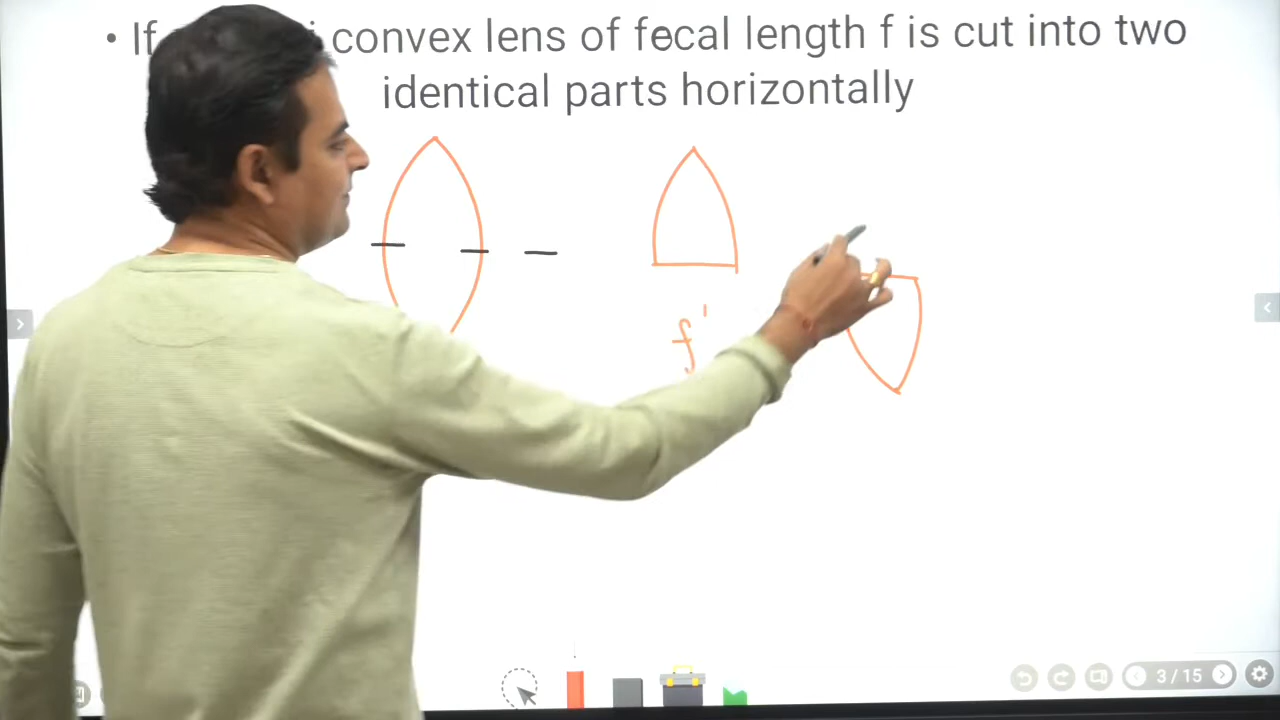 • If i convex lens of fecal length f is cut into two
identical parts horizontally
f'
3 / 15